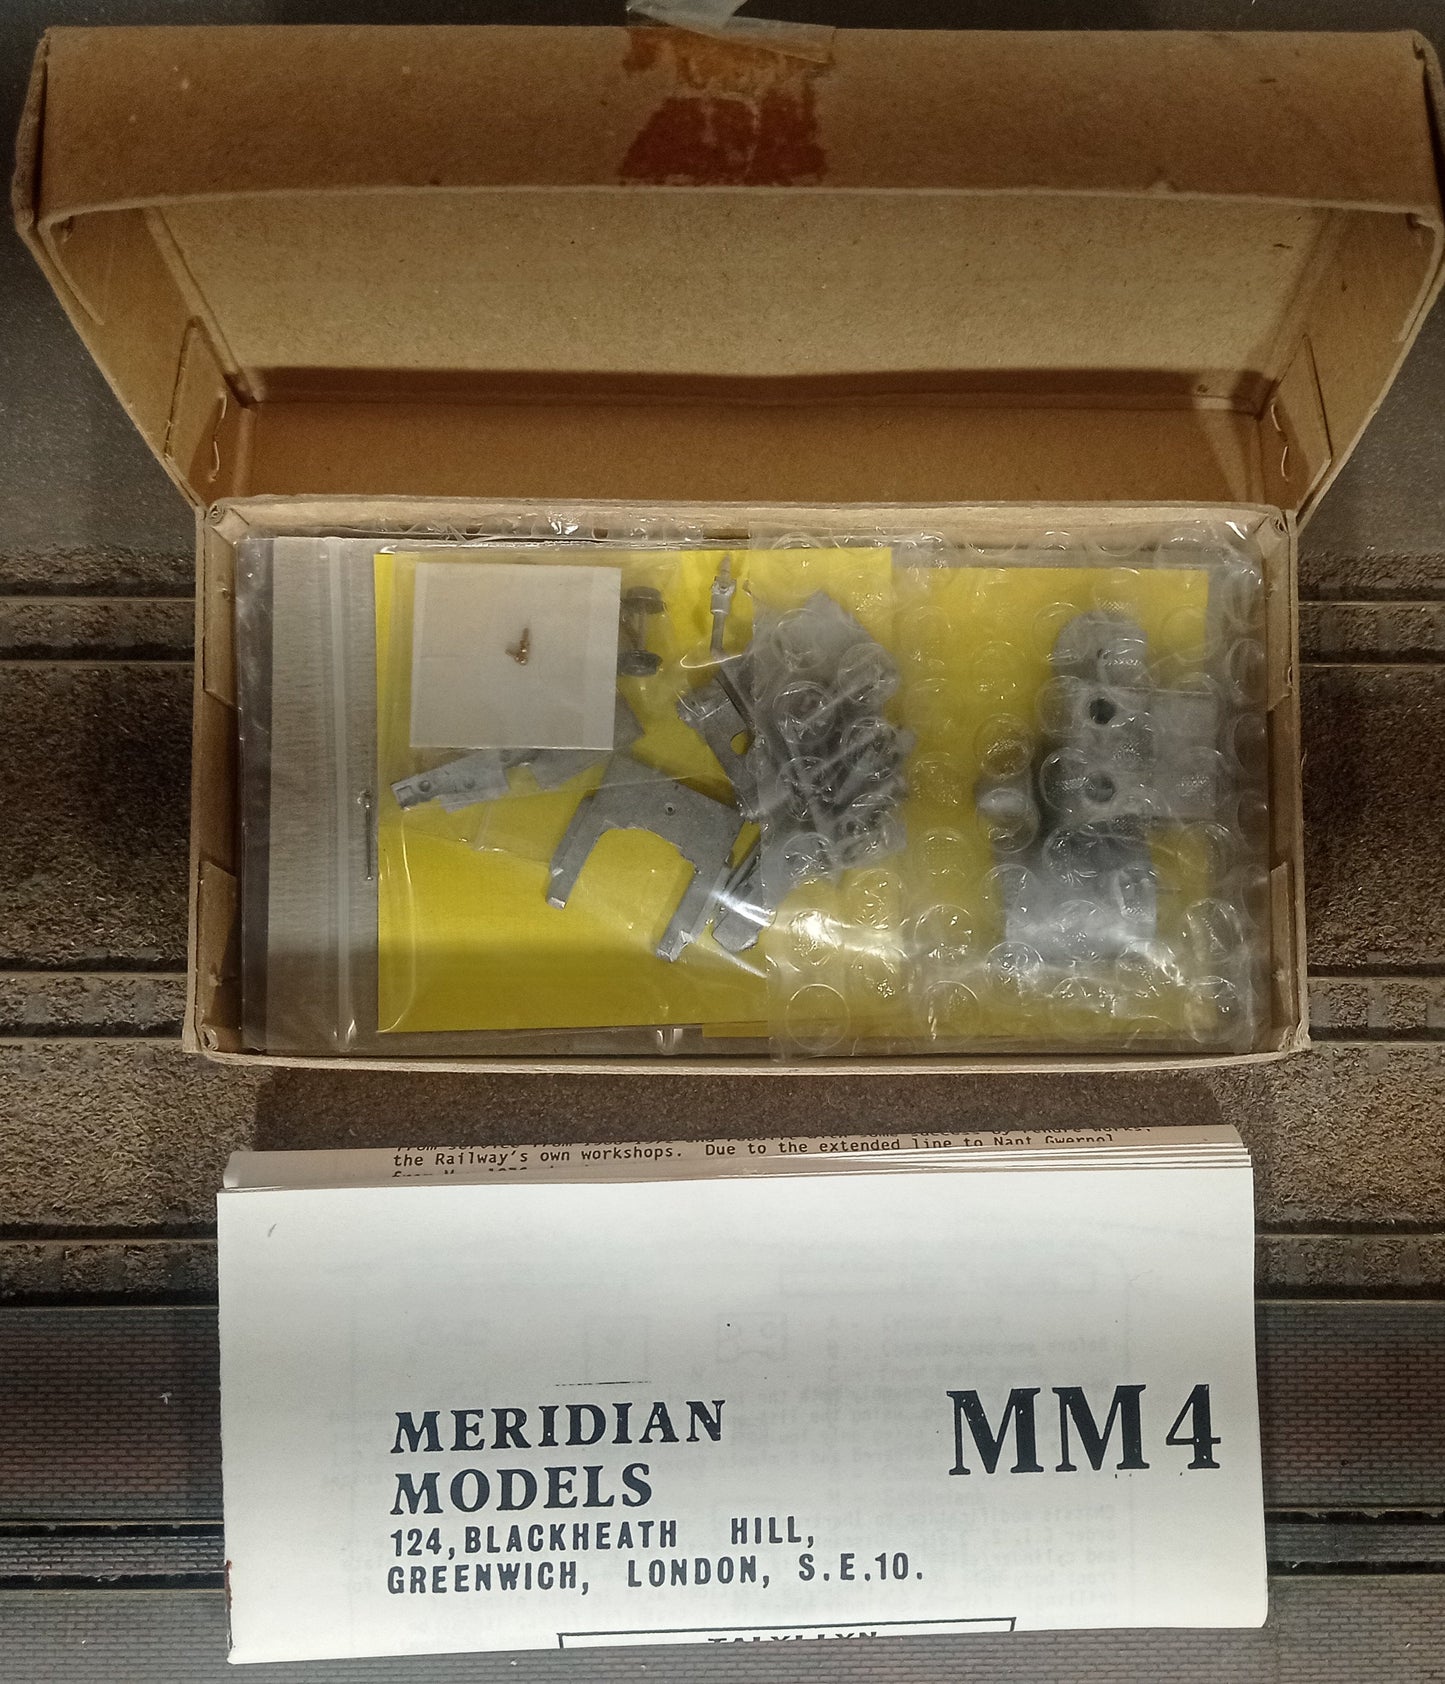 the Railway's own workshops. Due to the extended line to Nant Gwernol
MERIDIAN
MODELS
MM4
124, BLACKHEATH HILL,
GREENWICH, LONDON, S.E.10.
TALYLLYN